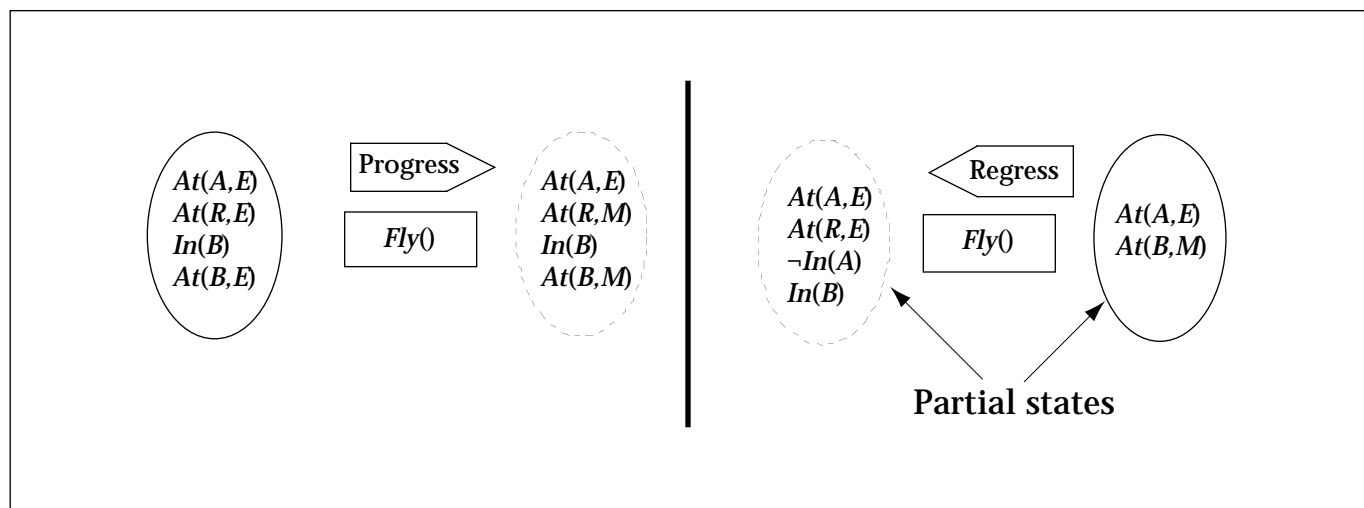 At(A,E)
At(R,E)
In(B)
At(B,E)
Progress
Fly()
At(A,E)
At(R,M)
In(B)
At(B,M)
At(A,E)
At(R,E)
¬In(A)
In(B)
Regress
Fly()
At(A,E)
At(B,M)
Partial states